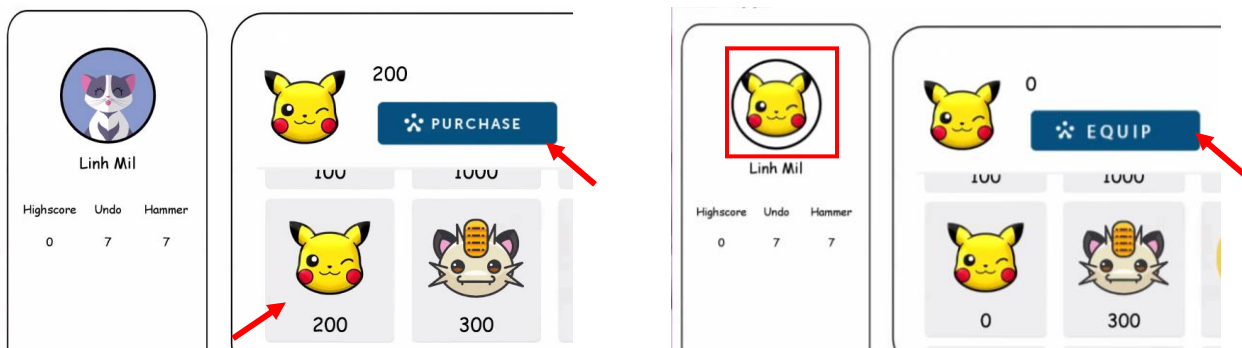 200
PURCHASE
Linh Mil
Highscore Undo Hammer
0 7 7
100 1000
200 300
0
EQUIP
Linh Mil
Highscore Undo Hammer
0 7 7
100 1000
0 300